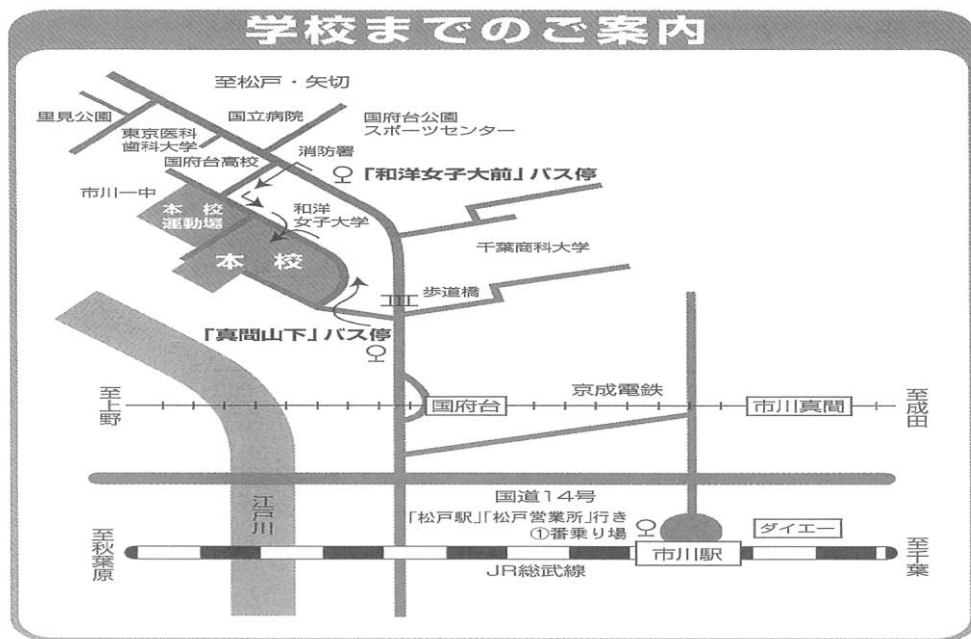 学校までのご案内
至松戸・矢切
里見公園
国立病院
国府台公園
スポーツセンター
東京医科
歯科大学
消防署
国府台高校
「和洋女子大前」バス停
市川一中
本校
運動場
和洋
女子大学
千葉商科大学
本校
歩道橋
「真間山下」バス停
京成電鉄
至上野
国府台
市川真間
至成田
国道14号
江戸川
「松戸駅」「松戸営業所」行き
①番乗り場
ダイエー
至秋葉原
市川駅
至千葉
JR総武線